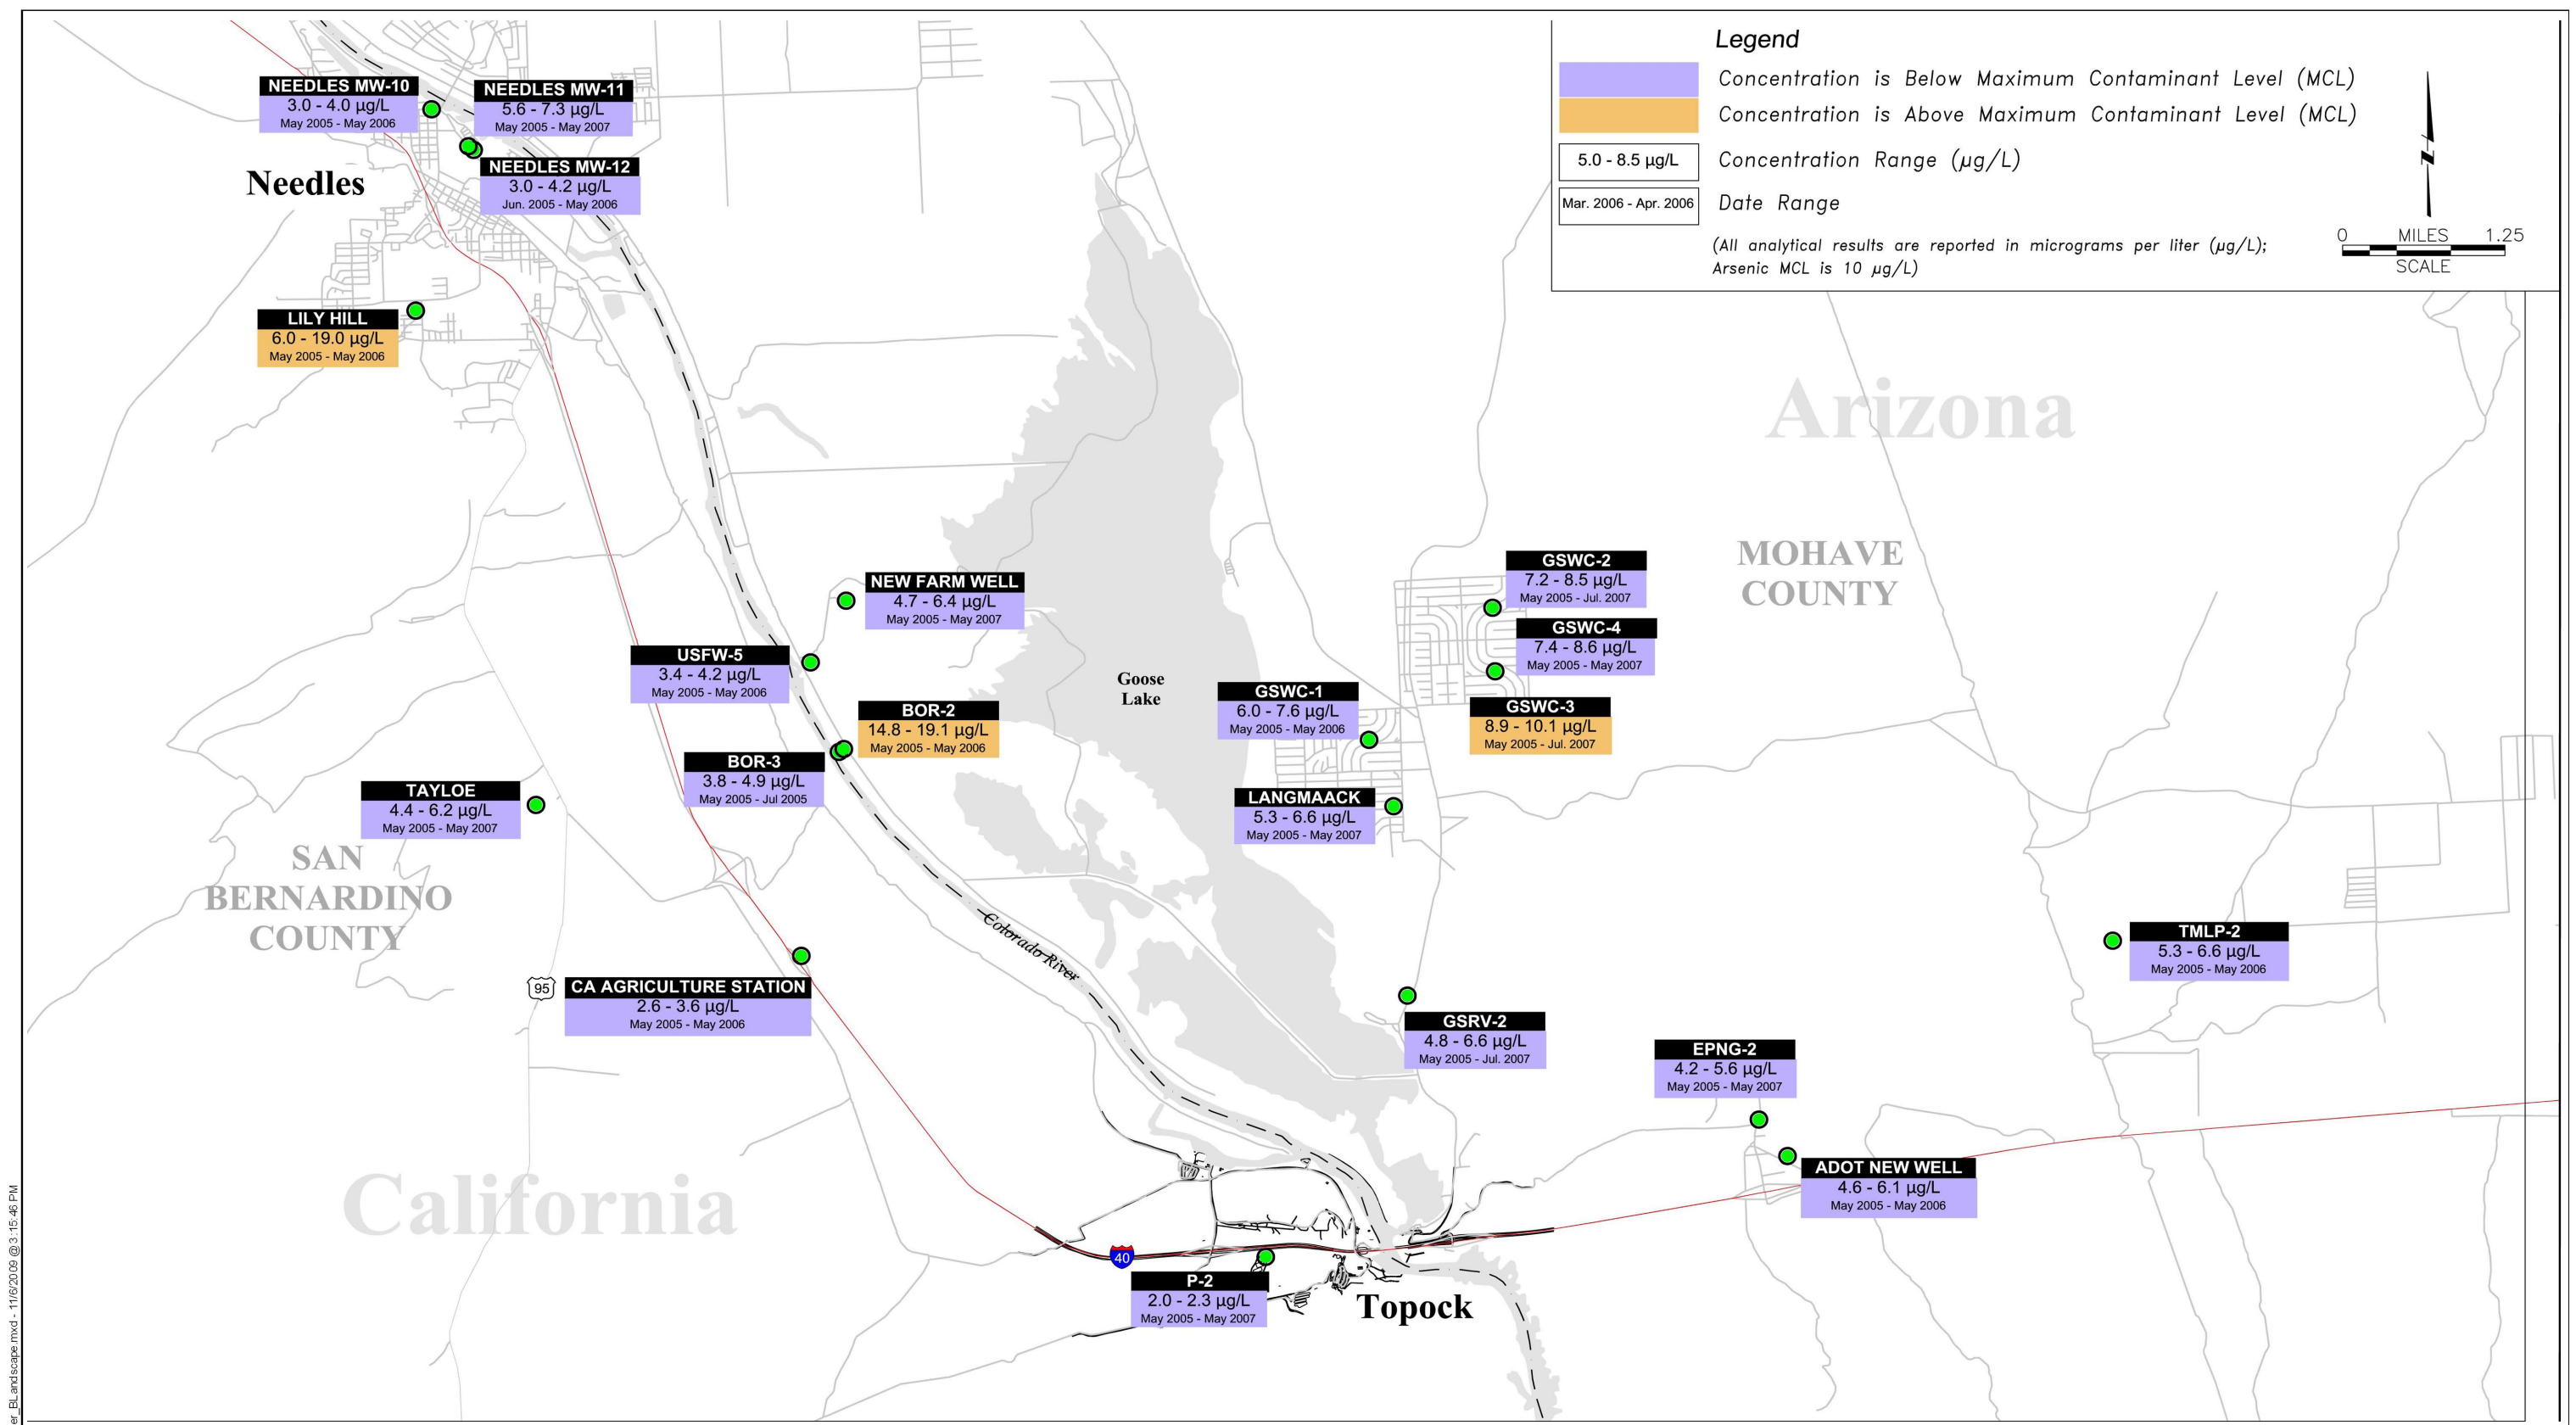 Legend
Concentration is Below Maximum Contaminant Level (MCL)
Concentration is Above Maximum Contaminant Level (MCL)
5.0 - 8.5 µg/L
Concentration Range (µg/L)
Mar. 2006 - Apr. 2006
Date Range
(All analytical results are reported in micrograms per liter (µg/L);
Arsenic MCL is 10 µg/L)
N
0 MILES 1.25
SCALE
NEEDLES MW-10
3.0 - 4.0 µg/L
May 2005 - May 2006
NEEDLES MW-11
5.6 - 7.3 µg/L
May 2005 - May 2007
NEEDLES MW-12
3.0 - 4.2 µg/L
Jun. 2005 - May 2006
Needles
LILY HILL
6.0 - 19.0 µg/L
May 2005 - May 2006
Arizona
MOHAVE
COUNTY
NEW FARM WELL
4.7 - 6.4 µg/L
May 2005 - May 2007
GSWC-2
7.2 - 8.5 µg/L
May 2005 - Jul. 2007
GSWC-4
7.4 - 8.6 µg/L
May 2005 - May 2007
USFW-5
3.4 - 4.2 µg/L
May 2005 - May 2006
Goose
Lake
GSWC-1
6.0 - 7.6 µg/L
May 2005 - May 2006
GSWC-3
8.9 - 10.1 µg/L
May 2005 - Jul. 2007
BOR-2
14.8 - 19.1 µg/L
May 2005 - May 2006
BOR-3
3.8 - 4.9 µg/L
May 2005 - Jul 2005
TAYLOE
4.4 - 6.2 µg/L
May 2005 - May 2007
LANGMAACK
5.3 - 6.6 µg/L
May 2005 - May 2007
SAN
BERNARDINO
COUNTY
Colorado River
TMLP-2
5.3 - 6.6 µg/L
May 2005 - May 2006
95
CA AGRICULTURE STATION
2.6 - 3.6 µg/L
May 2005 - May 2006
GSRV-2
4.8 - 6.6 µg/L
May 2005 - Jul. 2007
EPNG-2
4.2 - 5.6 µg/L
May 2005 - May 2007
ADOT NEW WELL
4.6 - 6.1 µg/L
May 2005 - May 2006
California
40
P-2
2.0 - 2.3 µg/L
May 2005 - May 2007
Topock
er_BLandscape.mxd - 11/6/2009 @ 3:15:46 PM